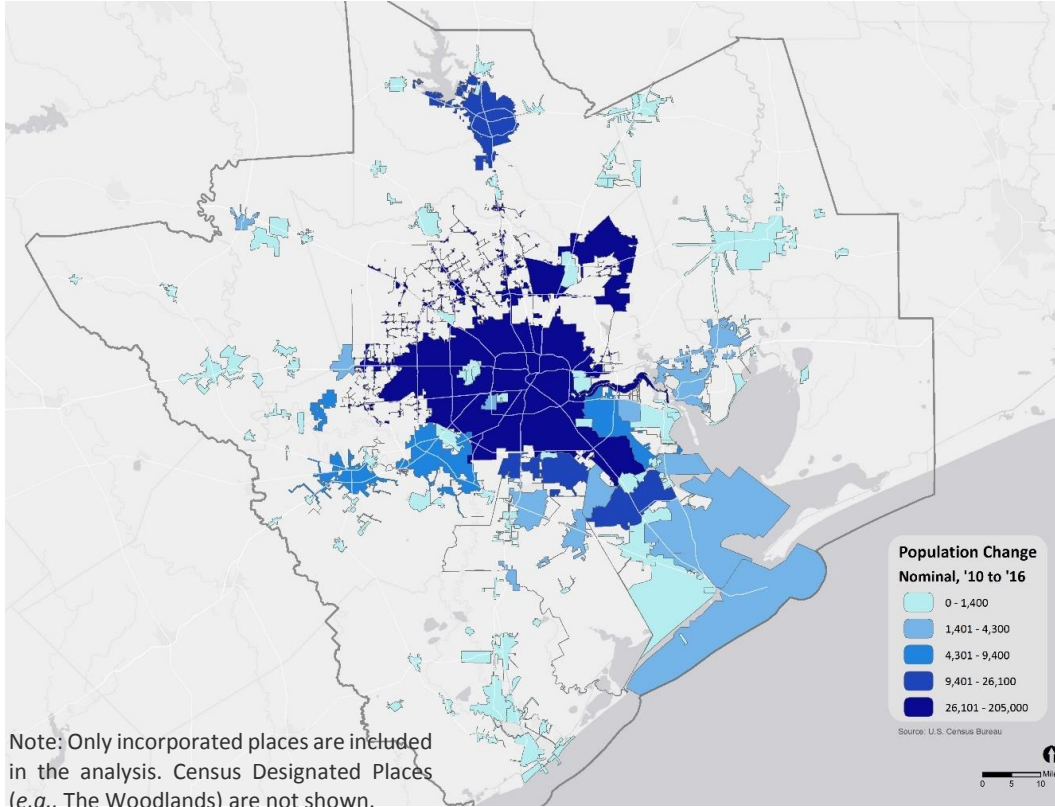 Population Change
Nominal, '10 to '16
0 - 1,400
1,401 - 4,300
4,301 - 9,400
9,401 - 26,100
26,101 - 205,000
Source: U.S. Census Bureau
Note: Only incorporated places are included
in the analysis. Census Designated Places
(e.g., The Woodlands) are not shown.
Mile
0 5 10